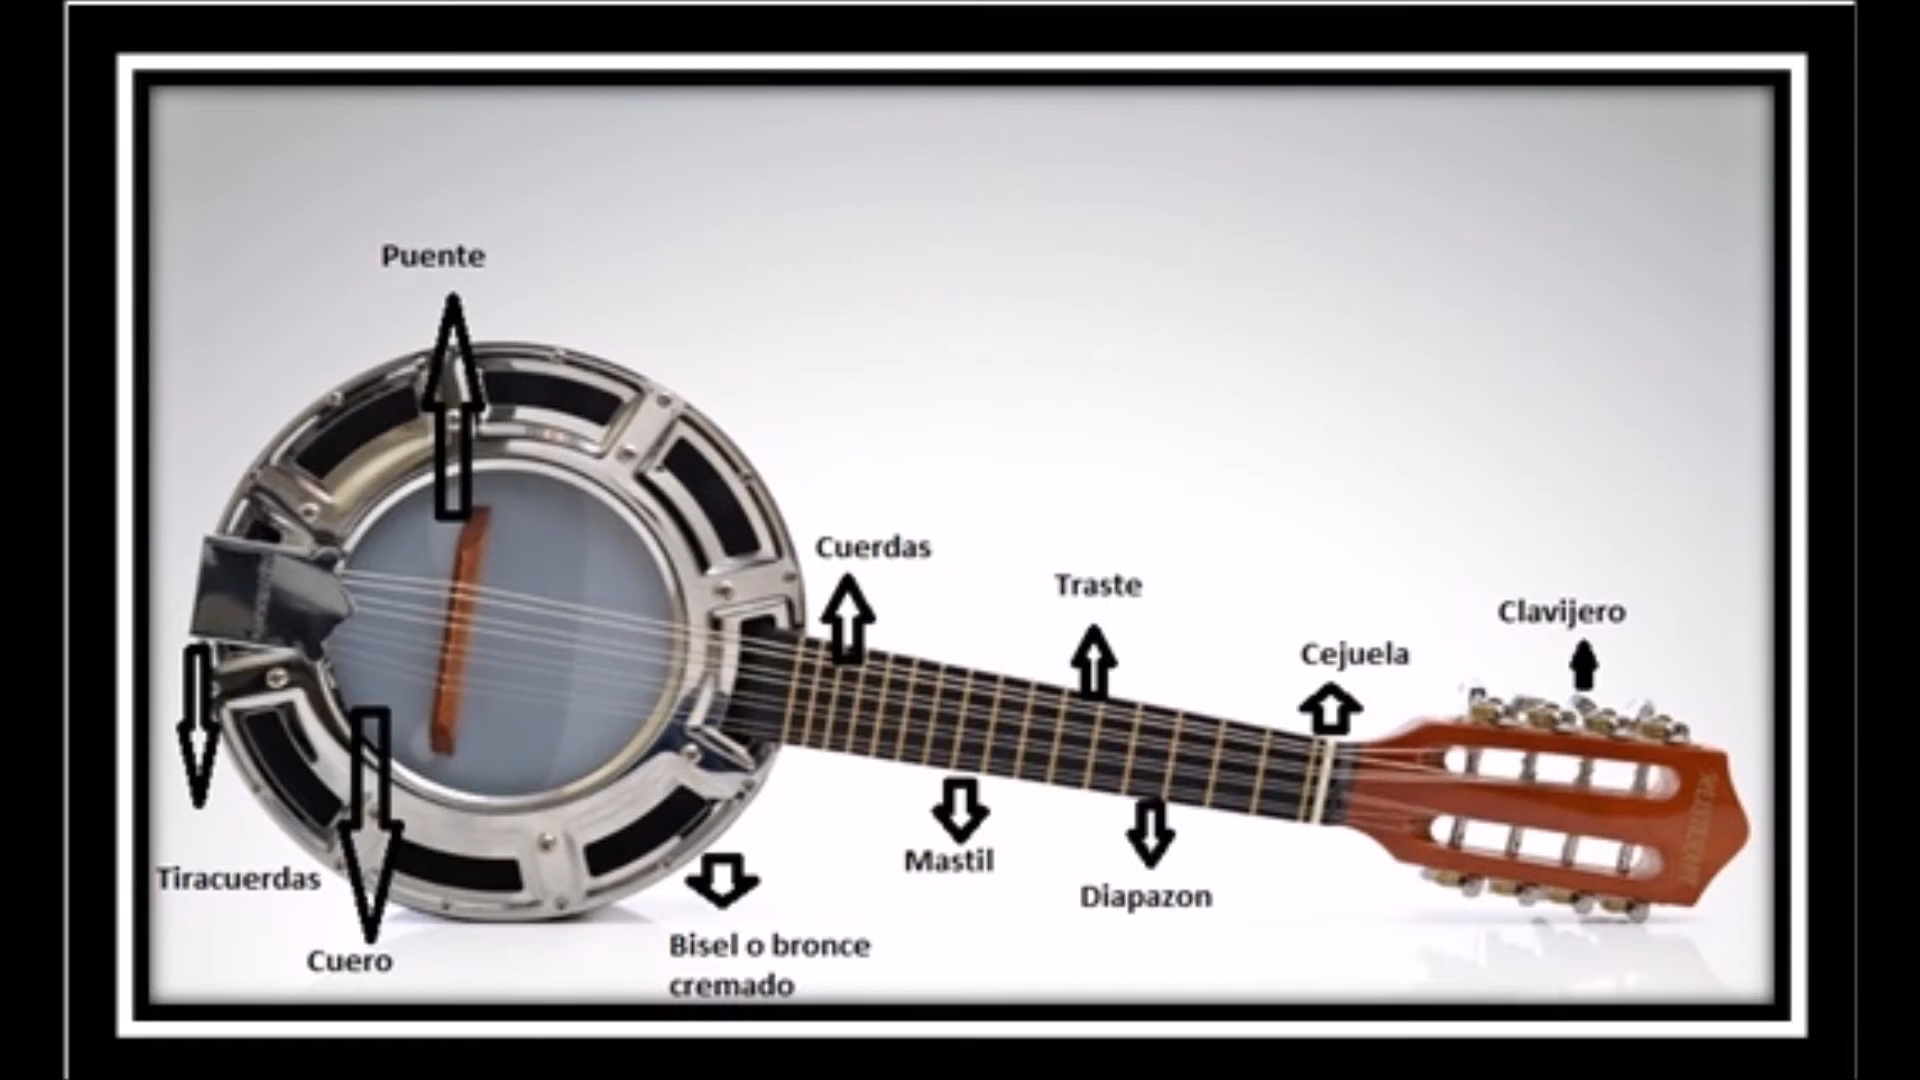 Puente
Cuerdas
Traste
Clavijero
Cejuela
Mastil
Tiracuerdas
Diapazon
Bisel o bronce
cremado
Cuero